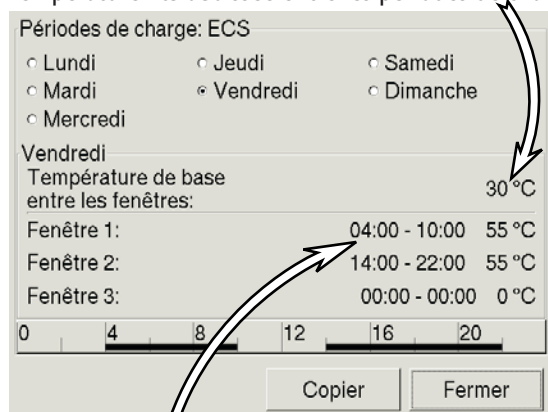 Périodes de charge: ECS
Lundi Jeudi Samedi
Mardi Vendredi Dimanche
Mercredi
Vendredi
Température de base
entre les fenêtres: 30 °C
Fenêtre 1: 04:00 - 10:00 55 °C
Fenêtre 2: 14:00 - 22:00 55 °C
Fenêtre 3: 00:00 - 00:00 0 °C
0 4 8 12 16 20
Copier Fermer